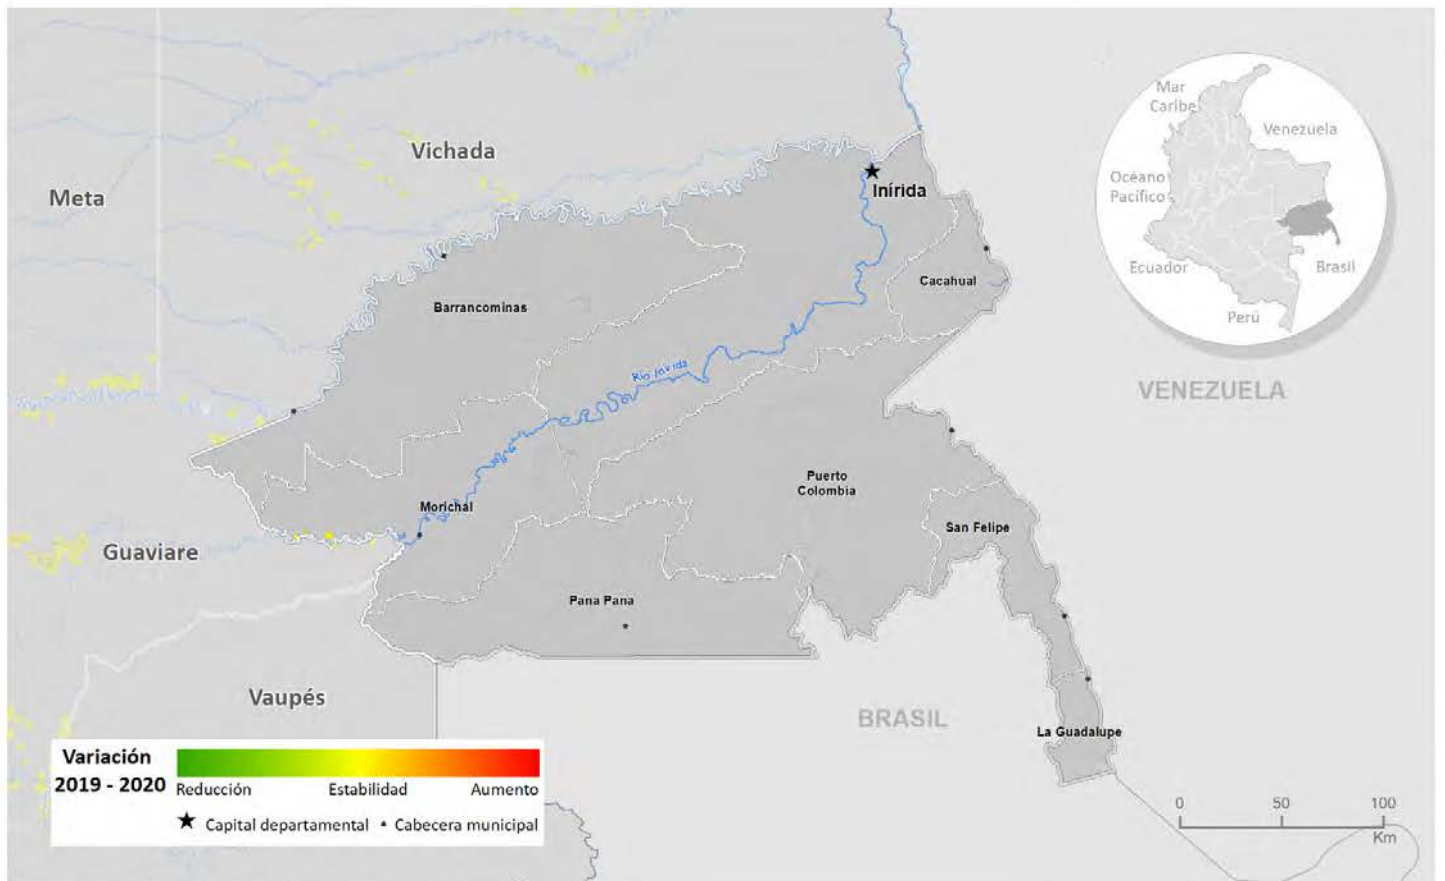 Mar
Caribe
Venezuela
Océano
Pacífico
Ecuador
Brasil
Perú
Vichada
Meta
Inírida
Cacahual
Barrancominas
Río Inírida
VENEZUELA
Puerto
Colombia
Morichal
San Felipe
Guaviare
Pana Pana
Vaupés
BRASIL
La Guadalupe
Variación
2019 - 2020
Reducción Estabilidad Aumento
Capital departamental Cabecera municipal
0 50 100
Km